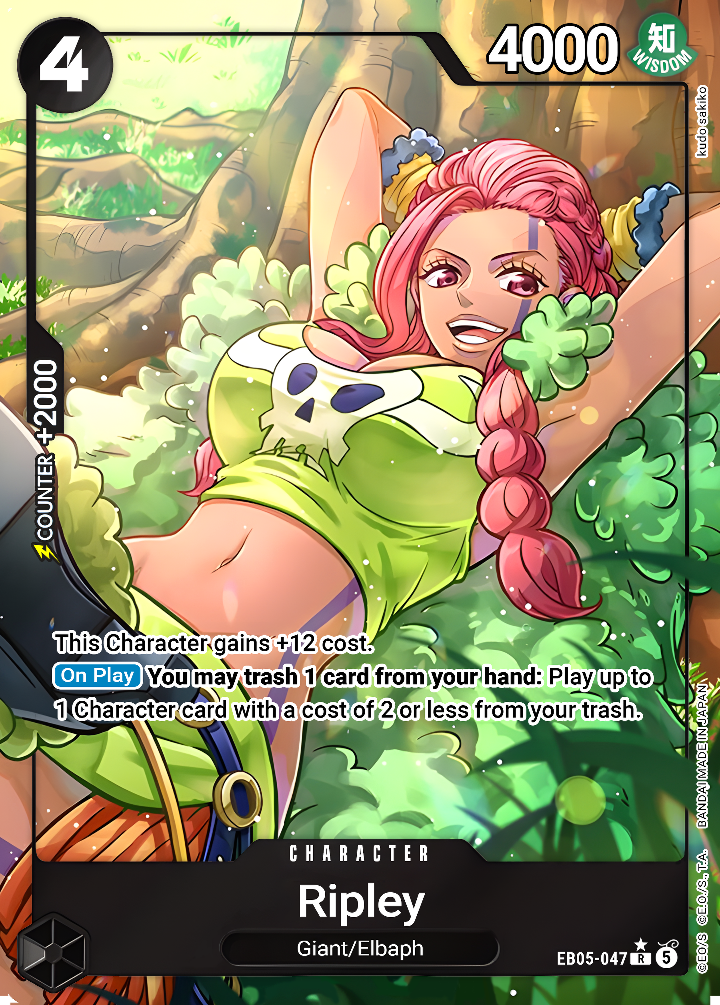 4
4000
知
WISDOM
kudo sakiko
COUNTER +2000
This Character gains +12 cost.
On Play You may trash 1 card from your hand: Play up to
1 Character card with a cost of 2 or less from your trash.
BANDAI MADE IN JAPAN
©E.O./S., T.A.
©EO/S
CHARACTER
Ripley
Giant/Elbaph
EB05-047 R 5